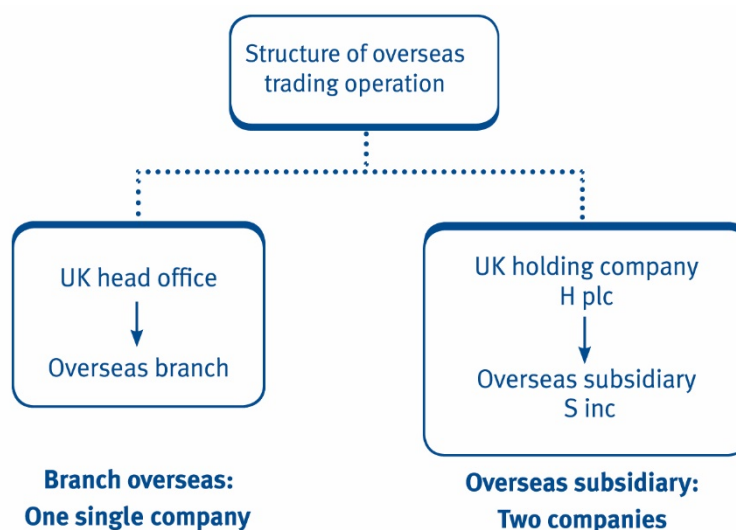 Structure of overseas
trading operation
UK head office
Overseas branch
UK holding company
H plc
Overseas subsidiary
S inc
Branch overseas:
One single company
Overseas subsidiary:
Two companies